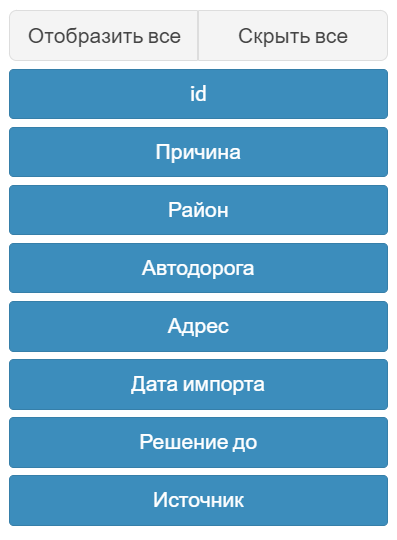 Отобразить все Скрыть все
id
Причина
Район
Автодорога
Адрес
Дата импорта
Решение до
Источник